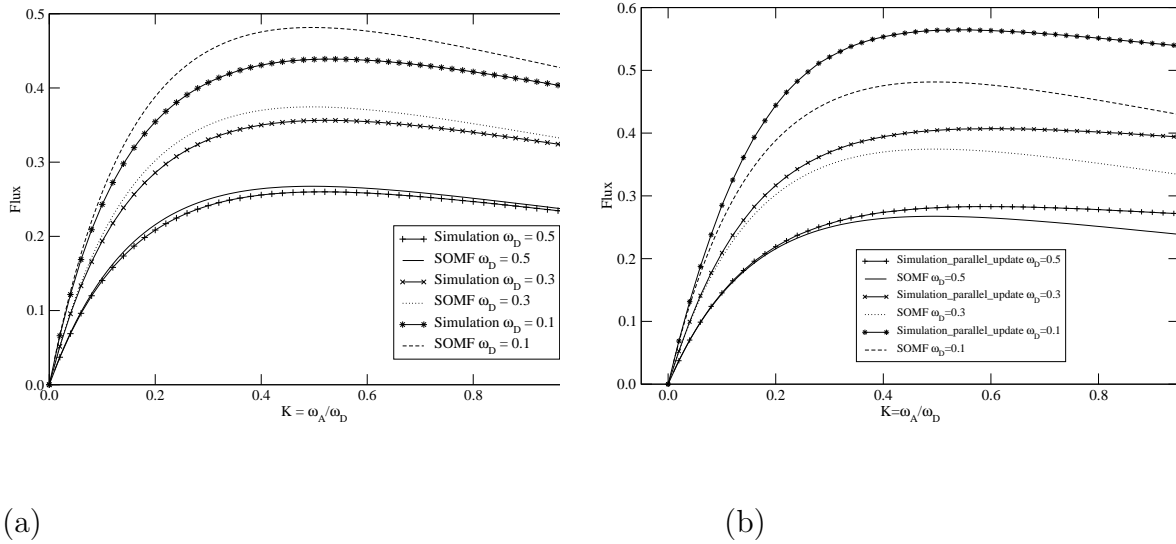 0.0
0.1
0.2
0.3
0.4
0.5
Flux
0.0
0.2
0.4
0.6
0.8
K = ω_A/ω_D
Simulation ω_D = 0.5
SOMF ω_D = 0.5
Simulation ω_D = 0.3
SOMF ω_D = 0.3
Simulation ω_D = 0.1
SOMF ω_D = 0.1
(a)
0.0
0.1
0.2
0.3
0.4
0.5
0.6
Flux
0.0
0.2
0.4
0.6
0.8
K=ω_A/ω_D
Simulation_parallel_update ω_D=0.5
SOMF ω_D=0.5
Simulation_parallel_update ω_D=0.3
SOMF ω_D=0.3
Simulation_parallel_update ω_D=0.1
SOMF ω_D=0.1
(b)